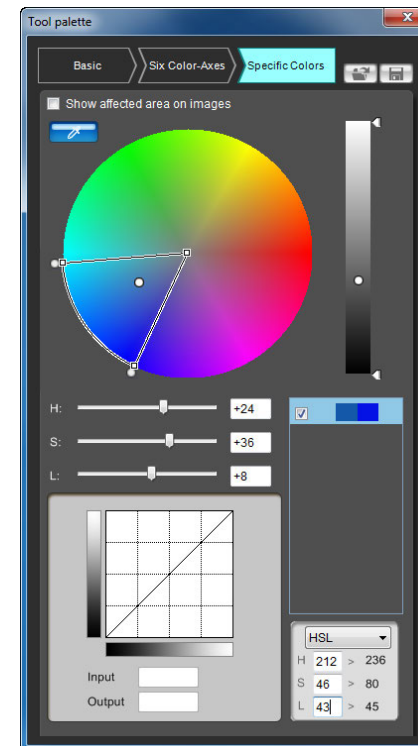 Tool palette
Basic Six Color-Axes Specific Colors
Show affected area on images
H: +24
S: +36
L: +8
Input
Output
HSL
H 212 > 236
S 46 > 80
L 43 > 45